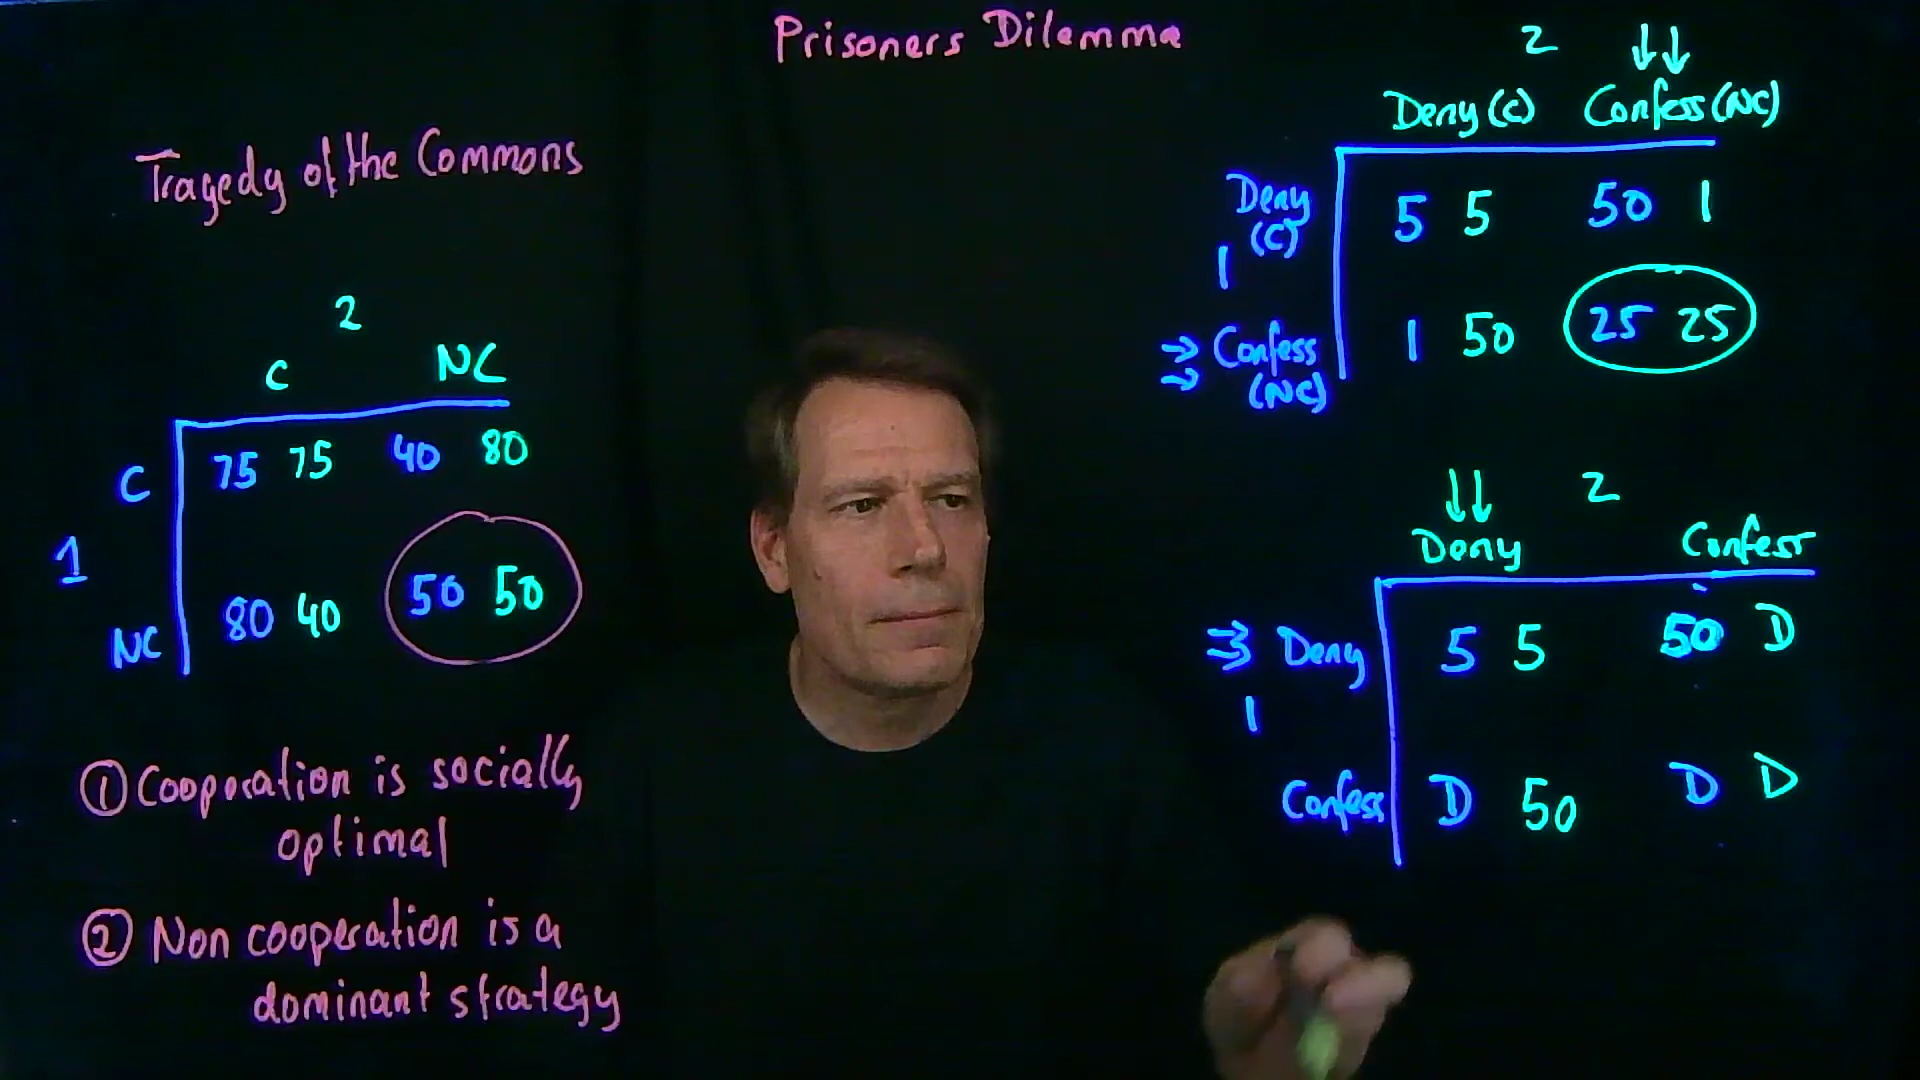 Prisoners Dilemma
Tragedy of the Commons
2
C NC
C 75 75 40 80
1
NC 80 40 50 50
① Cooperation is socially
optimal
② Non cooperation is a
dominant strategy
2 ↓↓
Deny (C) Confess (NC)
Deny
(C) 5 5 50 1
1
→ Confess 1 50 25 25
→ (NC)
↓↓ 2
Deny Confess
⇒ Deny 5 5 50 D
1
Confess D 50 D D